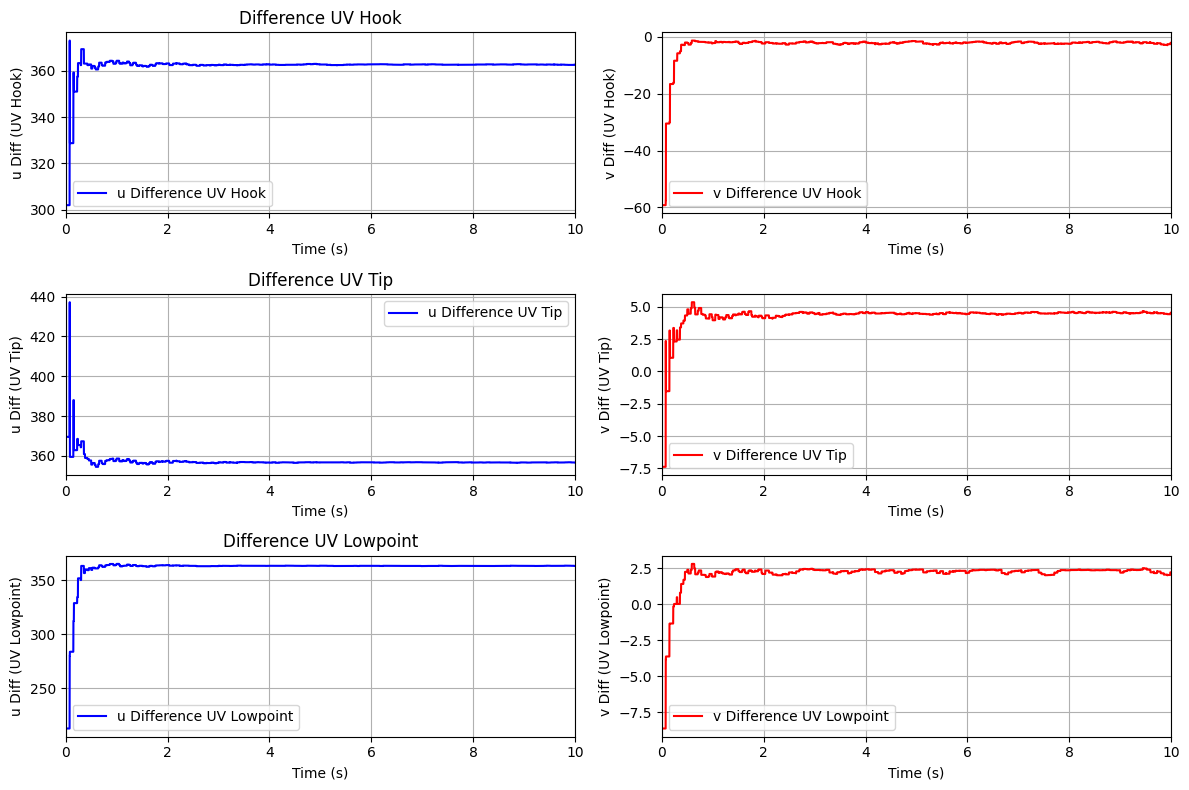 Difference UV Hook
u Diff (UV Hook)
360
340
320
300
u Difference UV Hook
0 2 4 6 8 10
Time (s)
v Diff (UV Hook)
0
−20
−40
−60
v Difference UV Hook
0 2 4 6 8 10
Time (s)
Difference UV Tip
u Diff (UV Tip)
440
420
400
380
360
u Difference UV Tip
0 2 4 6 8 10
Time (s)
v Diff (UV Tip)
5.0
2.5
0.0
−2.5
−5.0
−7.5
v Difference UV Tip
0 2 4 6 8 10
Time (s)
Difference UV Lowpoint
u Diff (UV Lowpoint)
350
300
250
u Difference UV Lowpoint
0 2 4 6 8 10
Time (s)
v Diff (UV Lowpoint)
2.5
0.0
−2.5
−5.0
−7.5
v Difference UV Lowpoint
0 2 4 6 8 10
Time (s)